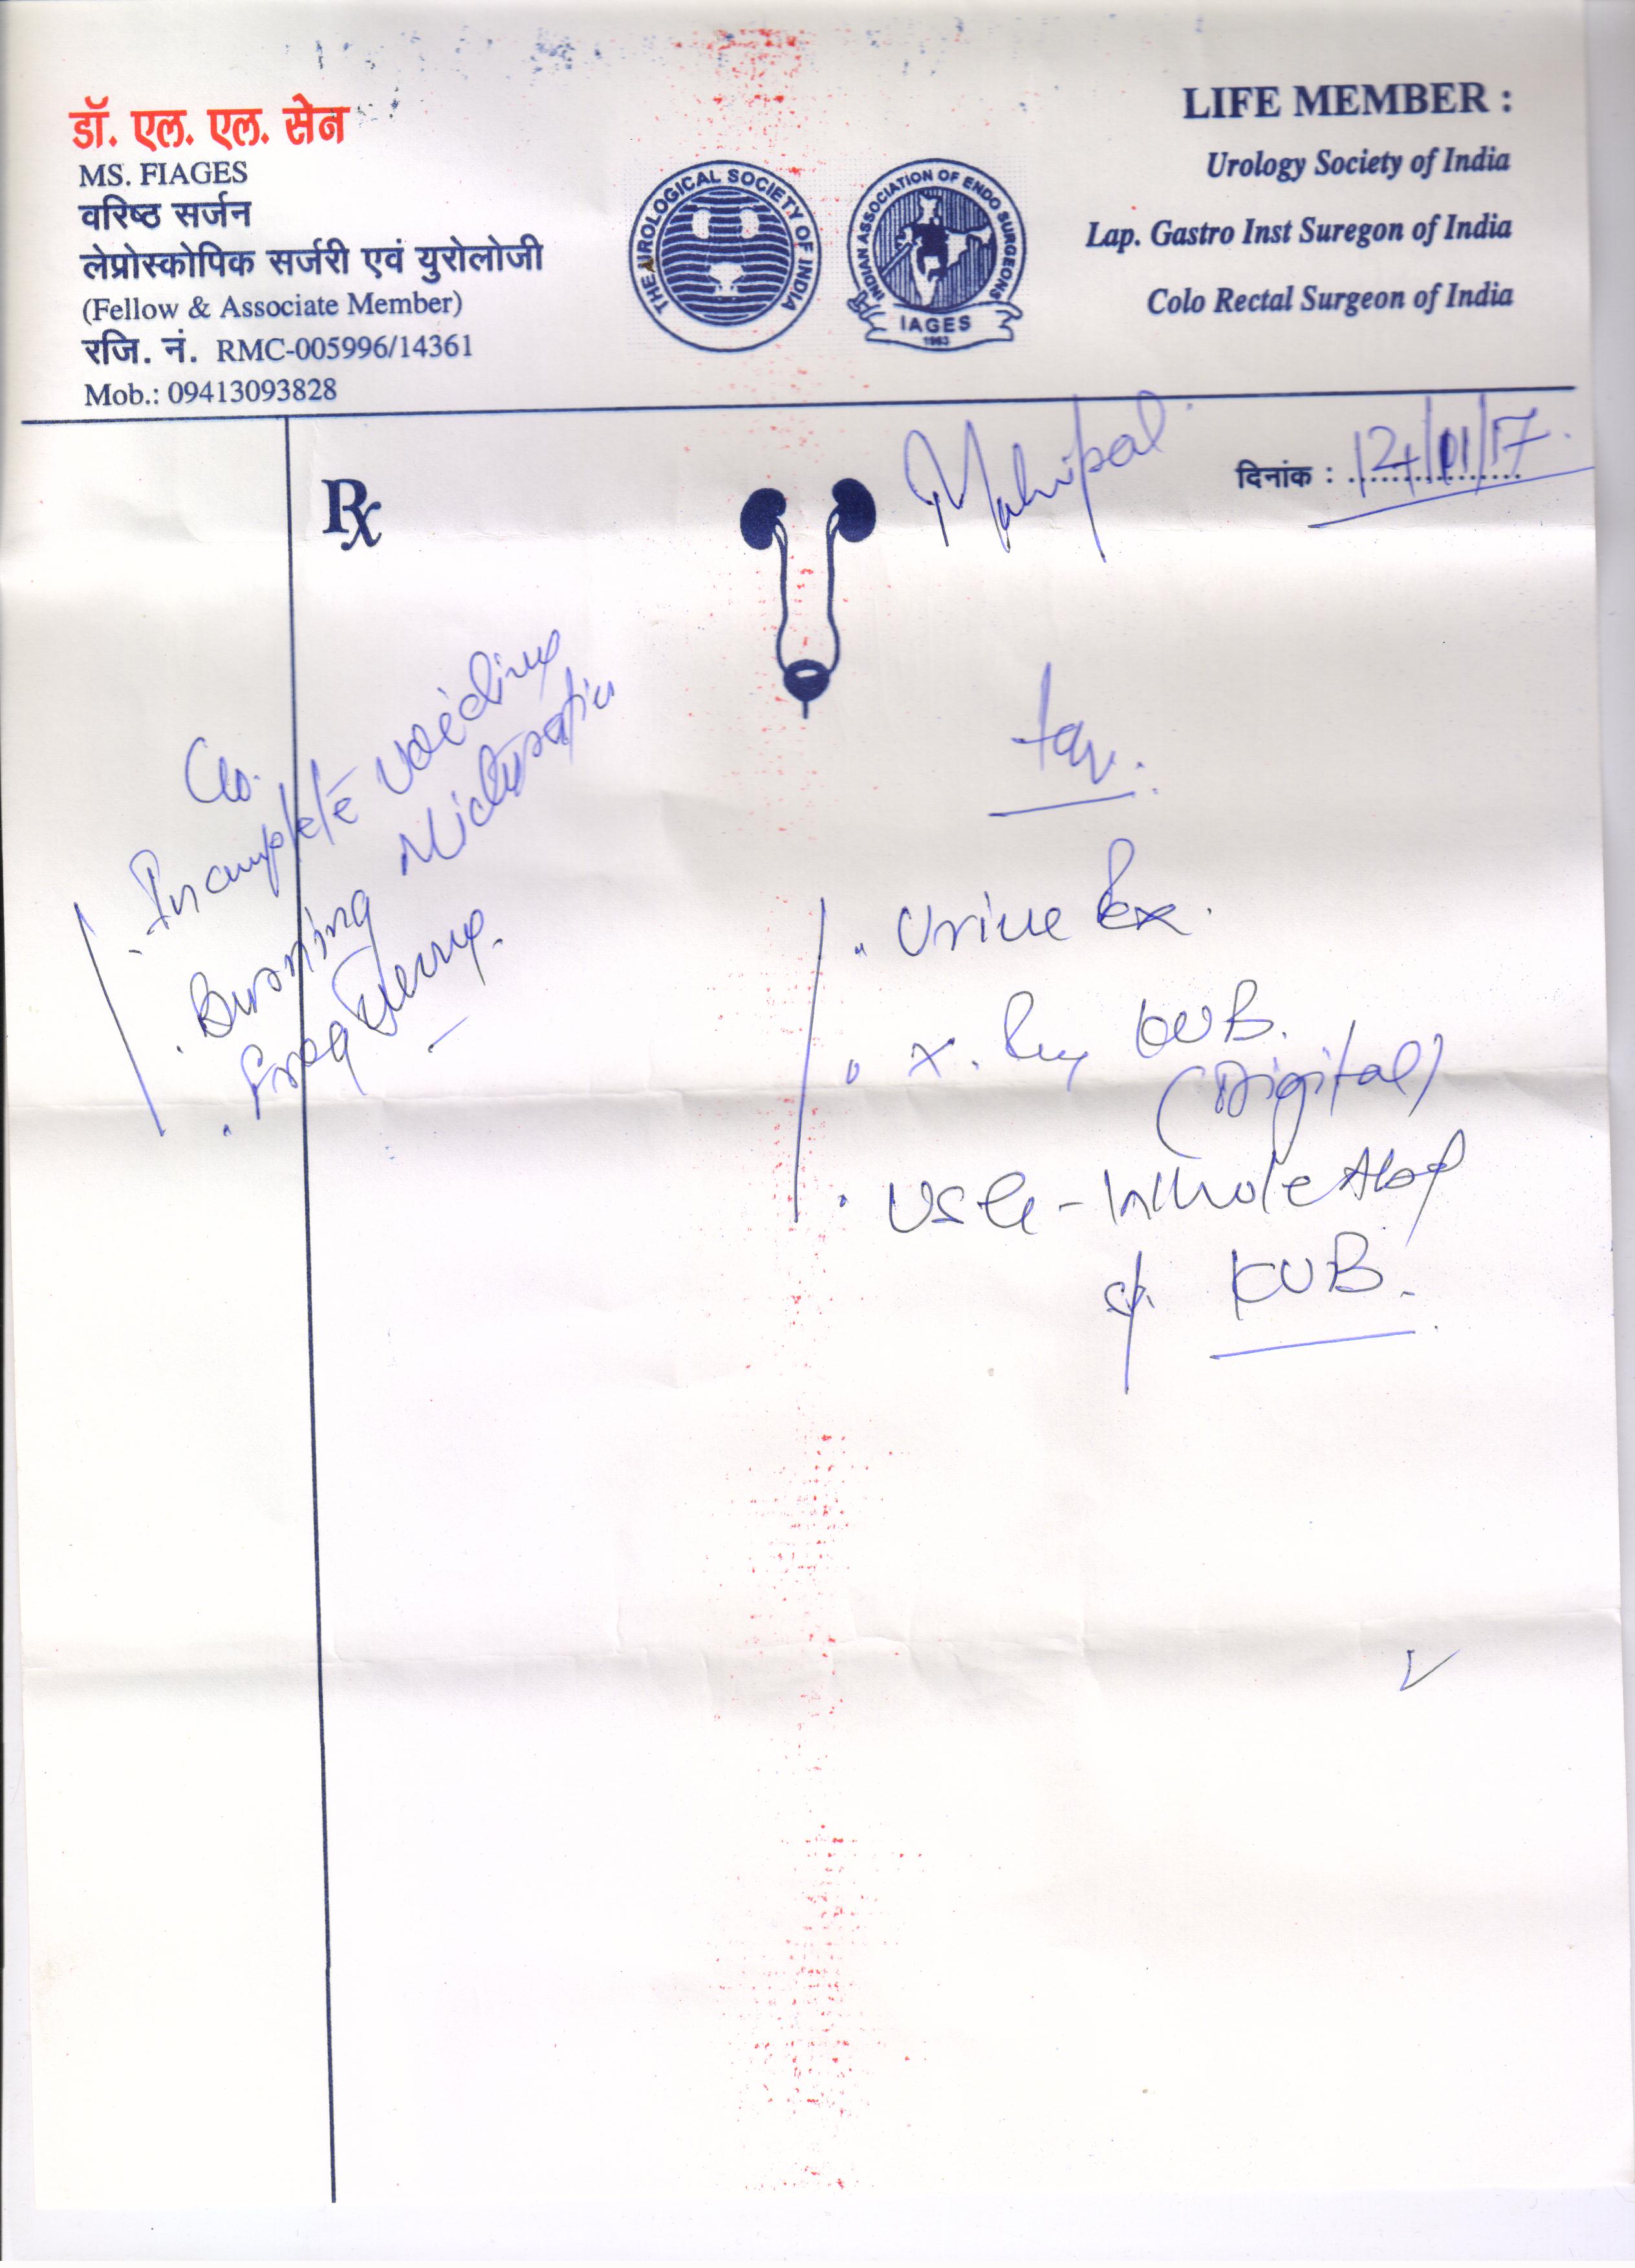 डॉ. एल. एल. सेन
MS. FIAGES
वरिष्ठ सर्जन
लेप्रोस्कोपिक सर्जरी एवं युरोलोजी
(Fellow & Associate Member)
रजि. नं. RMC-005996/14361
Mob.: 09413093828
THE UROLOGICAL SOCIETY OF INDIA
INDIAN ASSOCIATION OF ENDO SURGEONS
IAGES
1993
LIFE MEMBER :
Urology Society of India
Lap. Gastro Inst Suregon of India
Colo Rectal Surgeon of India
Mahipal
दिनांक : 12/01/17
Rx
C/o.
Incomplete voiding
Burning Micturation
Frequency.
Urine Ex.
X. Ray KUB.
(Digital)
USG - Whole Abd
KUB.